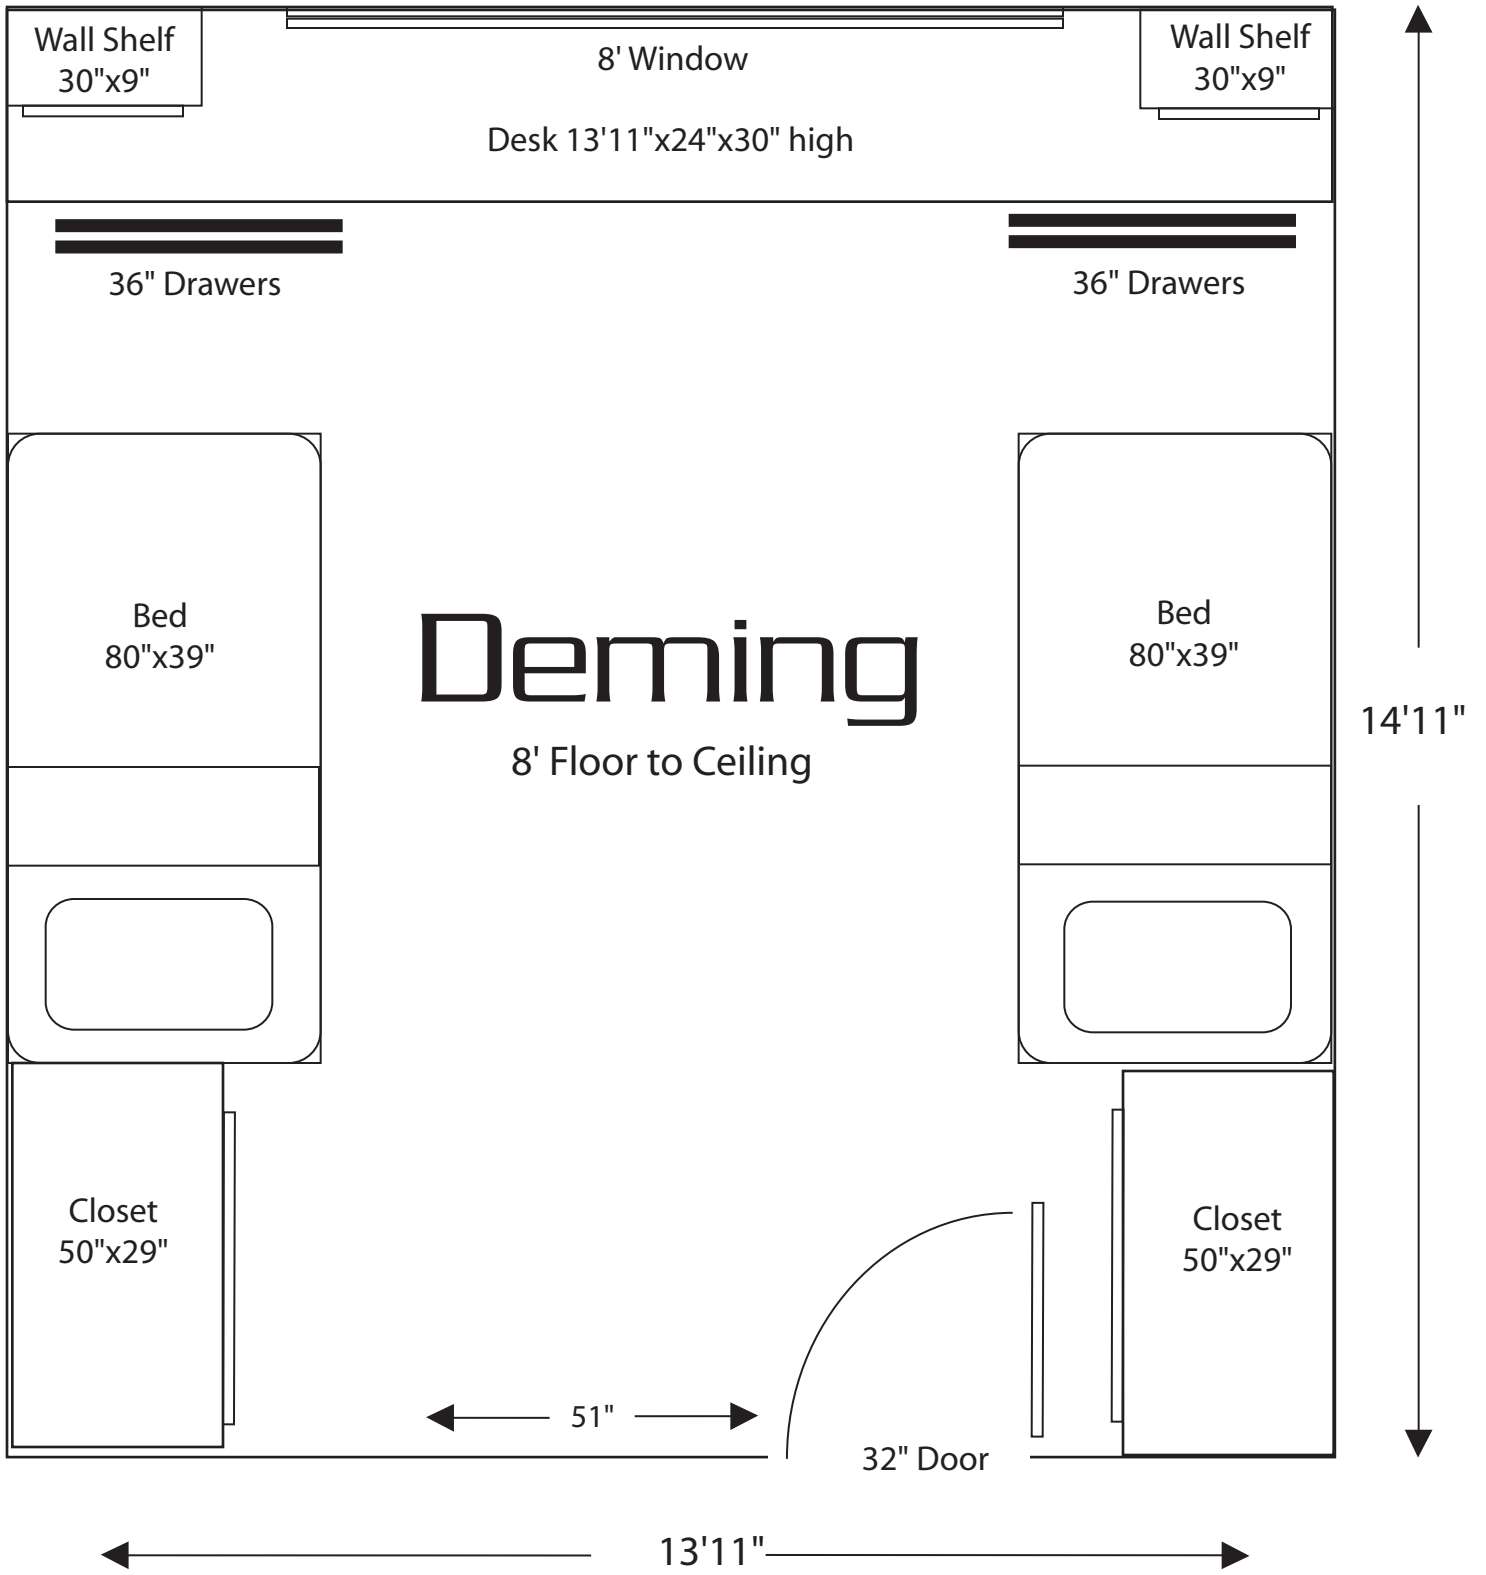 Wall Shelf
30"x9"
8' Window
Wall Shelf
30"x9"
Desk 13'11"x24"x30" high
36" Drawers
36" Drawers
Bed
80"x39"
Deming
8' Floor to Ceiling
Bed
80"x39"
14'11"
Closet
50"x29"
Closet
50"x29"
51"
32" Door
13'11"